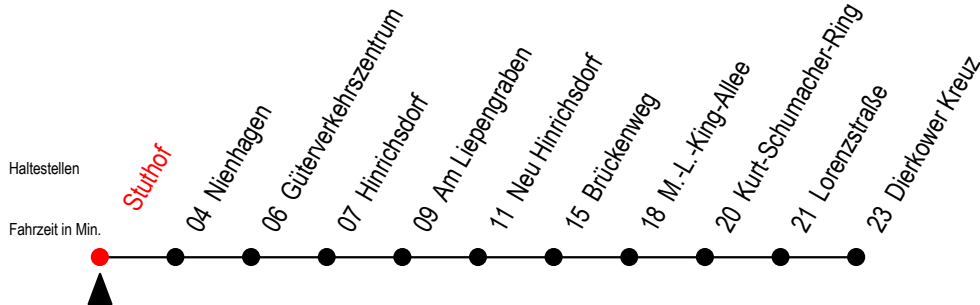 Haltestellen
Fahrzeit in Min.
Stuthof
04 Nienhagen
06 Güterverkehrszentrum
07 Hinrichsdorf
09 Am Liepengraben
11 Neu Hinrichsdorf
15 Brückenweg
18 M.-L.-King-Allee
20 Kurt-Schumacher-Ring
21 Lorenzstraße
23 Dierkower Kreuz